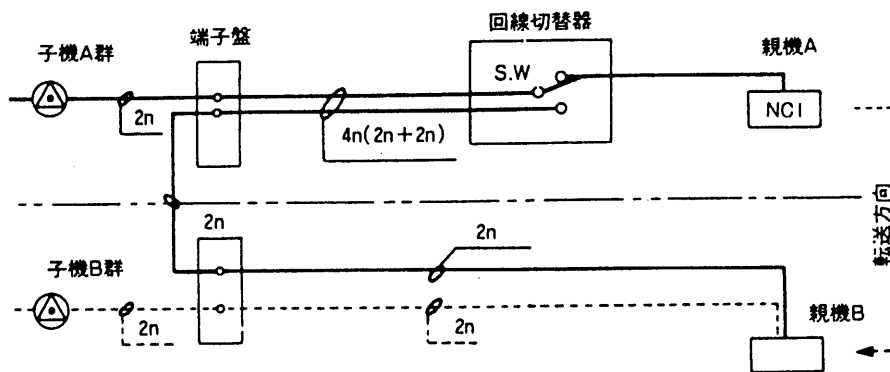 子機A群
端子盤
回線切替器
親機A
S.W
2n
4n(2n+2n)
NCI
転送方向
2n
2n
子機B群
2n
2n
親機B